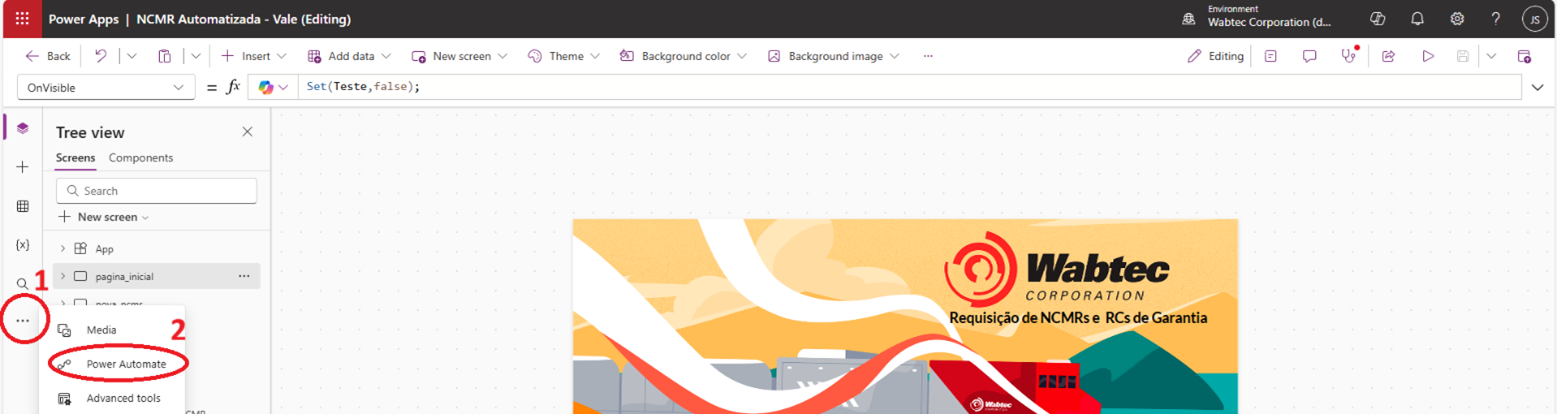 Power Apps | NCMR Automatizada - Vale (Editing)
Environment
Wabtec Corporation (d...
JS
Back
Insert
Add data
New screen
Theme
Background color
Background image
...
Editing
OnVisible
= fx
Set(Teste,false);
Tree view
Screens Components
Search
New screen
App
pagina_inicial
...
1
...
Media
2
Power Automate
Advanced tools
Wabtec
CORPORATION
Requisição de NCMRs e RCs de Garantia
Wabtec